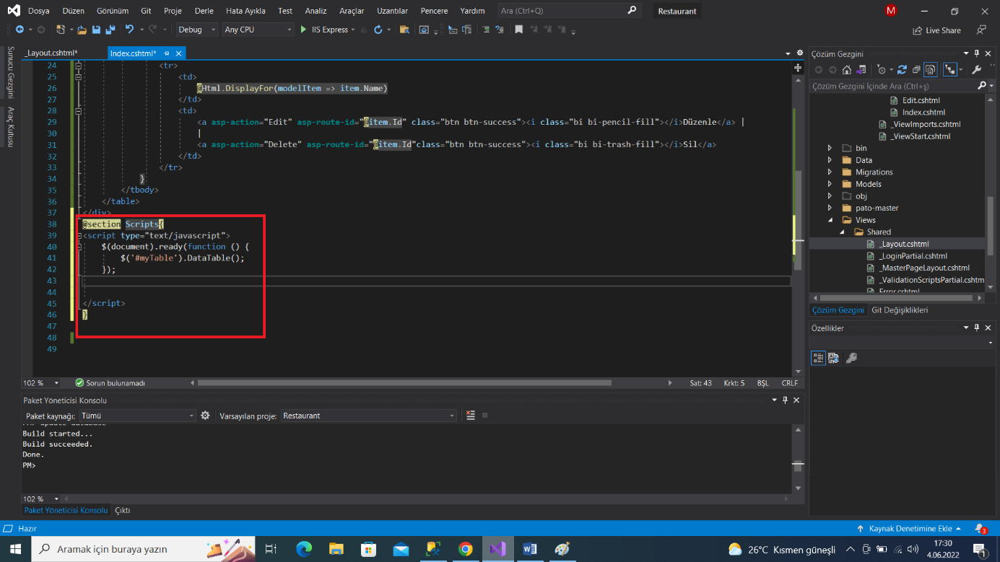 Dosya Düzen Görünüm Git Proje Derle Hata Ayıkla Test Analiz Araçlar Uzantılar Pencere Yardım Ara (Ctrl+Q) Restaurant M
Debug Any CPU IIS Express Live Share
Sunucu Gezgini
Araç Kutusu
_Layout.cshtml* Index.cshtml*
24 <tr>
25 <td>
26 @Html.DisplayFor(modelItem => item.Name)
27 </td>
28 <td>
29 <a asp-action="Edit" asp-route-id="@item.Id" class="btn btn-success"><i class="bi bi-pencil-fill"></i>Düzenle</a> |
30
31 <a asp-action="Delete" asp-route-id="@item.Id"class="btn btn-success"><i class="bi bi-trash-fill"></i>Sil</a>
32 </td>
33 </tr>
34 }
35 </tbody>
36 </table>
37 </div>
38 @section Scripts{
39 <script type="text/javascript">
40 $(document).ready(function () {
41 $('#myTable').DataTable();
42 });
43
44
45 </script>
46 }
47
48
49
102 % Sorun bulunamadı Sat: 43 Krkt: 5 BŞL CRLF
Paket Yöneticisi Konsolu
Paket kaynağı: Tümü Varsayılan proje: Restaurant
Build started...
Build succeeded.
Done.
PM>
102 %
Paket Yöneticisi Konsolu Çıktı
Çözüm Gezgini
Çözüm Gezgini İçinde Ara (Ctrl+ş)
Edit.cshtml
Index.cshtml
_ViewImports.cshtml
_ViewStart.cshtml
bin
Data
Migrations
Models
obj
pato-master
Views
Shared
_Layout.cshtml
_LoginPartial.cshtml
_MasterPageLayout.cshtml
_ValidationScriptsPartial.cshtm
Error.cshtml
Çözüm Gezgini Git Değişiklikleri
Özellikler
Hazır Kaynak Denetimine Ekle 3
Aramak için buraya yazın 26°C Kısmen güneşli 17:30
4.06.2022 1